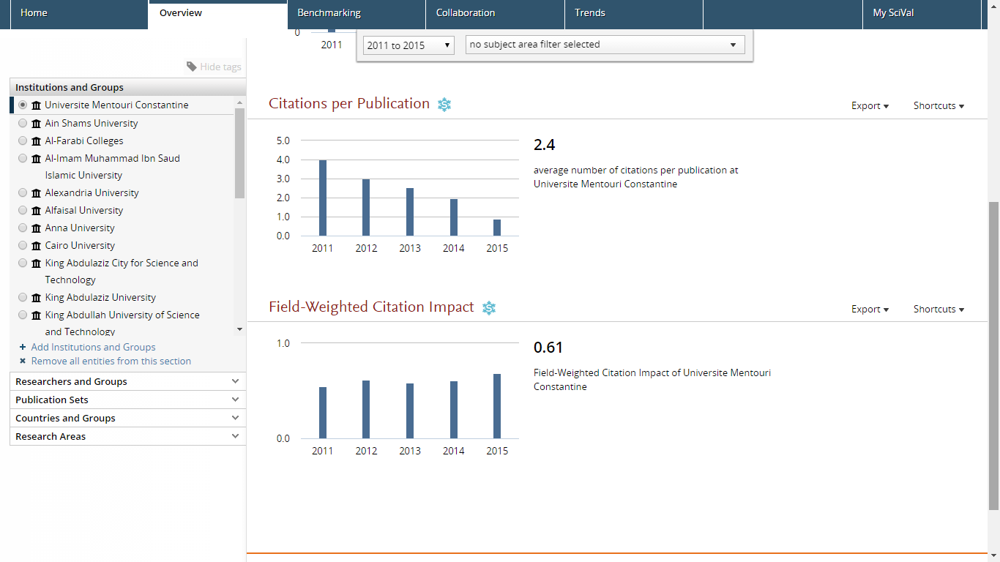 Home
Overview
Benchmarking
Collaboration
Trends
My SciVal
0
2011
2011 to 2015
no subject area filter selected
Hide tags
Institutions and Groups
Universite Mentouri Constantine
Ain Shams University
Al-Farabi Colleges
Al-Imam Muhammad Ibn Saud
Islamic University
Alexandria University
Alfaisal University
Anna University
Cairo University
King Abdulaziz City for Science and
Technology
King Abdulaziz University
King Abdullah University of Science
and Technology
Add Institutions and Groups
Remove all entities from this section
Researchers and Groups
Publication Sets
Countries and Groups
Research Areas
Citations per Publication
Export
Shortcuts
5.0
4.0
3.0
2.0
1.0
0.0
2011 2012 2013 2014 2015
2.4
average number of citations per publication at
Universite Mentouri Constantine
Field-Weighted Citation Impact
Export
Shortcuts
1.0
0.0
2011 2012 2013 2014 2015
0.61
Field-Weighted Citation Impact of Universite Mentouri
Constantine